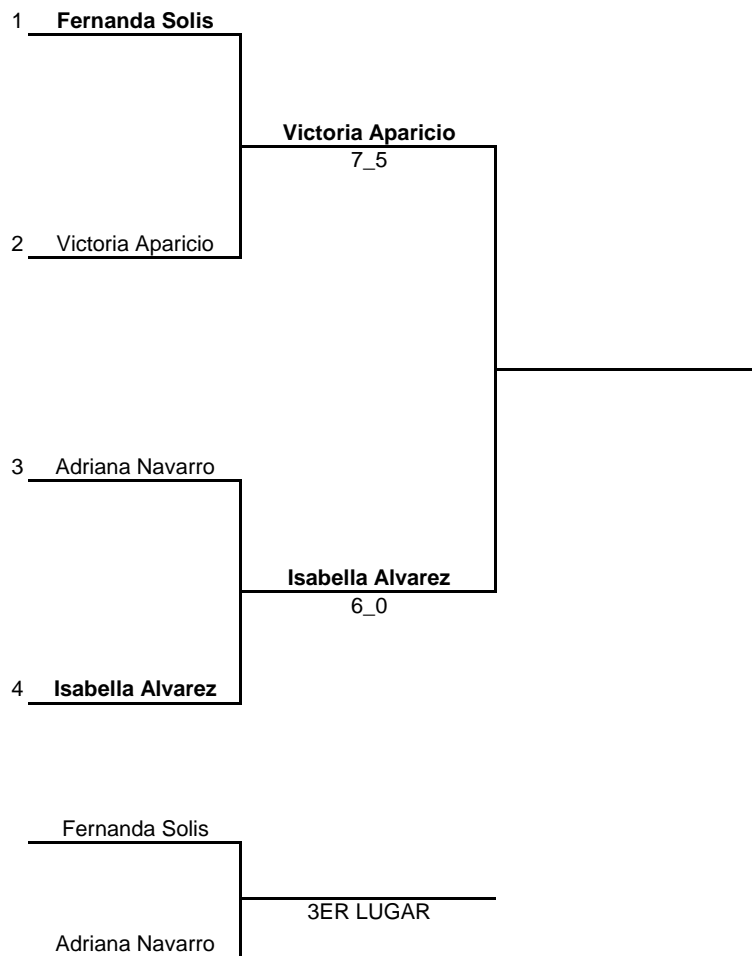 1 Fernanda Solis
Victoria Aparicio
7_5
2 Victoria Aparicio
3 Adriana Navarro
Isabella Alvarez
6_0
4 Isabella Alvarez
Fernanda Solis
3ER LUGAR
Adriana Navarro